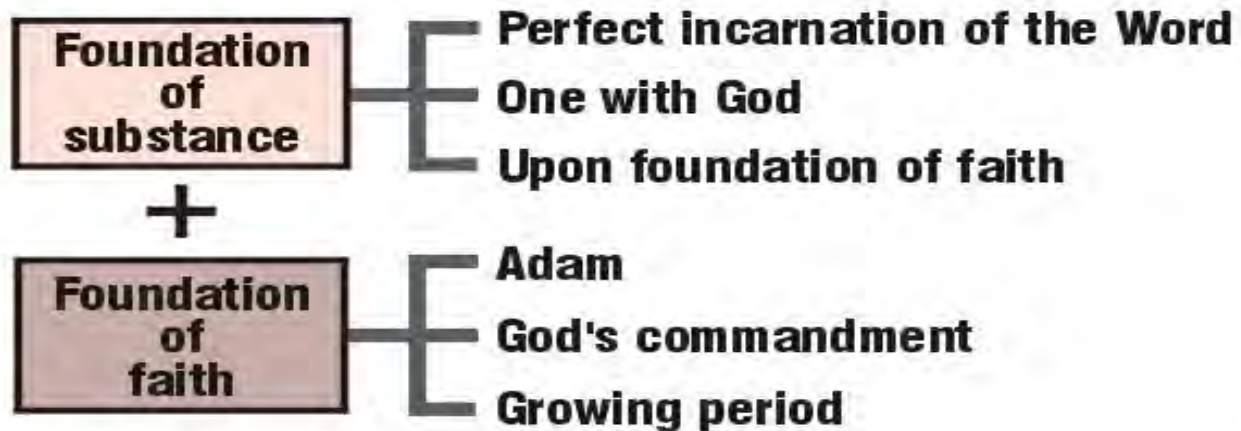 Foundation
of
substance
Perfect incarnation of the Word
One with God
Upon foundation of faith
+
Foundation
of
faith
Adam
God's commandment
Growing period